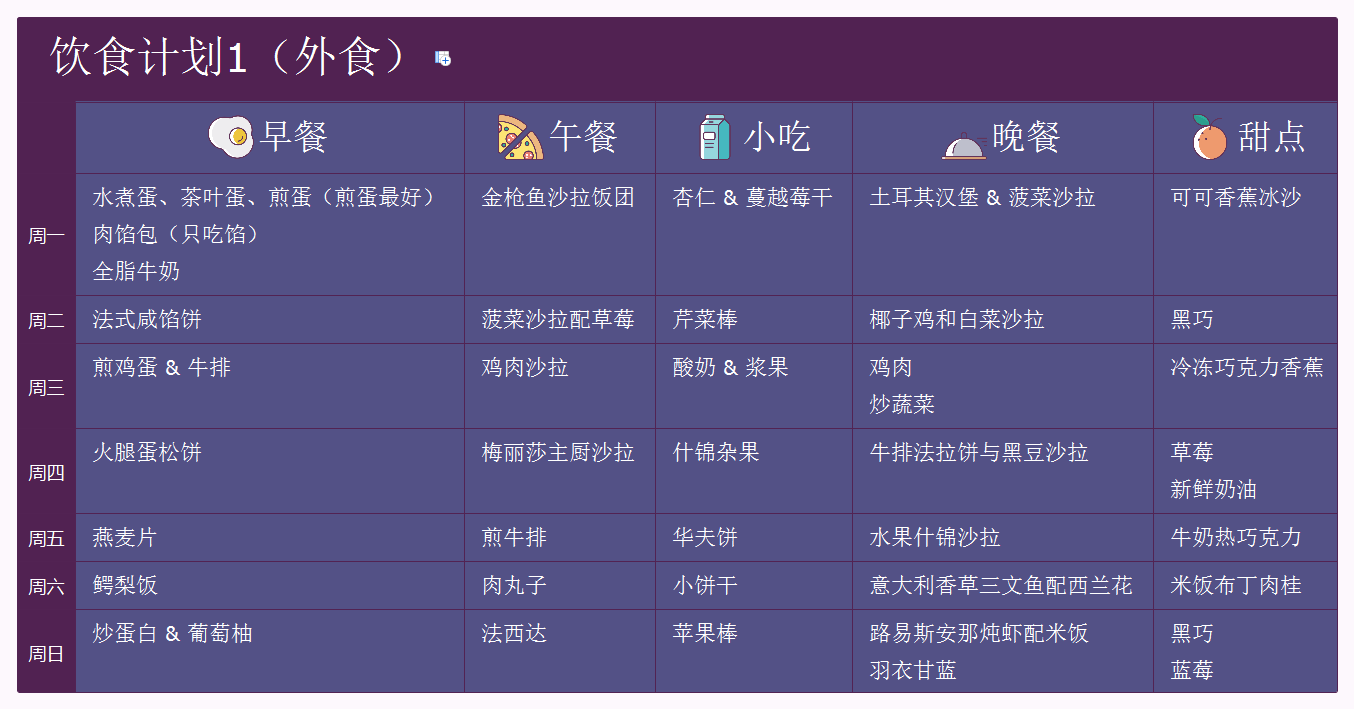 饮食计划1（外食）
早餐
午餐
小吃
晚餐
甜点
周一
水煮蛋、茶叶蛋、煎蛋（煎蛋最好）
肉馅包（只吃馅）
全脂牛奶
金枪鱼沙拉饭团
杏仁 & 蔓越莓干
土耳其汉堡 & 菠菜沙拉
可可香蕉冰沙
周二
法式咸馅饼
菠菜沙拉配草莓
芹菜棒
椰子鸡和白菜沙拉
黑巧
周三
煎鸡蛋 & 牛排
鸡肉沙拉
酸奶 & 浆果
鸡肉
炒蔬菜
冷冻巧克力香蕉
周四
火腿蛋松饼
梅丽莎主厨沙拉
什锦杂果
牛排法拉饼与黑豆沙拉
草莓
新鲜奶油
周五
燕麦片
煎牛排
华夫饼
水果什锦沙拉
牛奶热巧克力
周六
鳄梨饭
肉丸子
小饼干
意大利香草三文鱼配西兰花
米饭布丁肉桂
周日
炒蛋白 & 葡萄柚
法西达
苹果棒
路易斯安那炖虾配米饭
羽衣甘蓝
黑巧
蓝莓